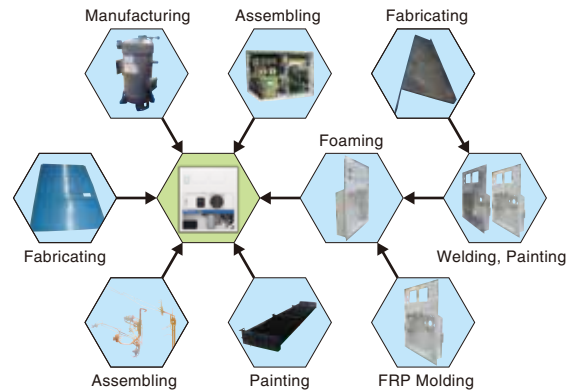 Manufacturing
Assembling
Fabricating
Foaming
Fabricating
Welding, Painting
Assembling
Painting
FRP Molding